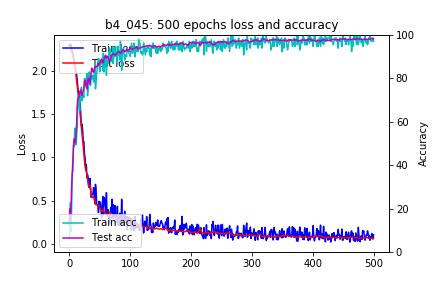 b4_045: 500 epochs loss and accuracy
Train loss
Test loss
Train acc
Test acc
Loss
Accuracy
2.0
1.5
1.0
0.5
0.0
100
80
60
40
20
0
0 100 200 300 400 500